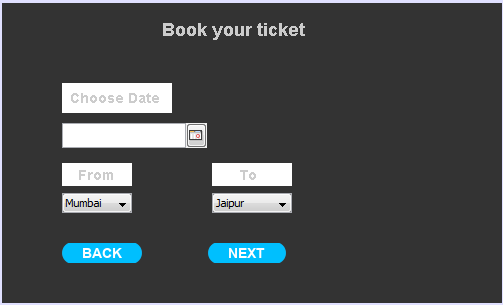 Book your ticket
Choose Date
From To
Mumbai Jaipur
BACK NEXT